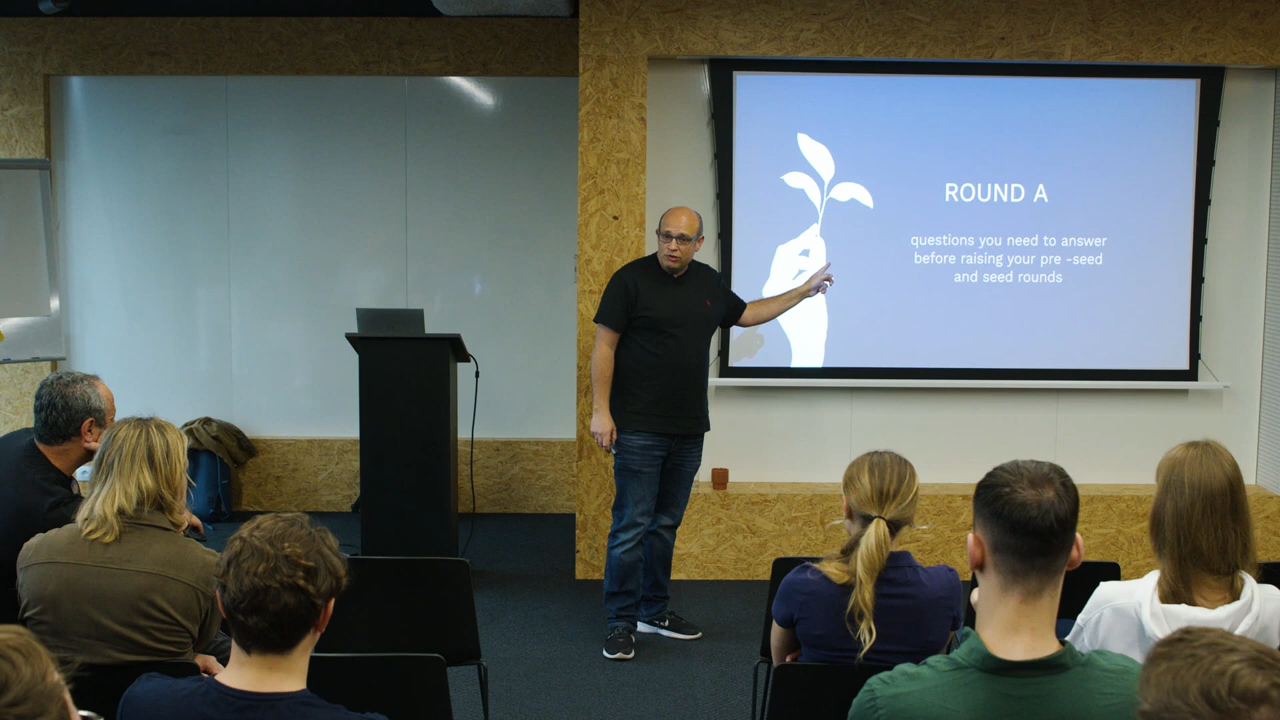 ROUND A
questions you need to answer
before raising your pre -seed
and seed rounds